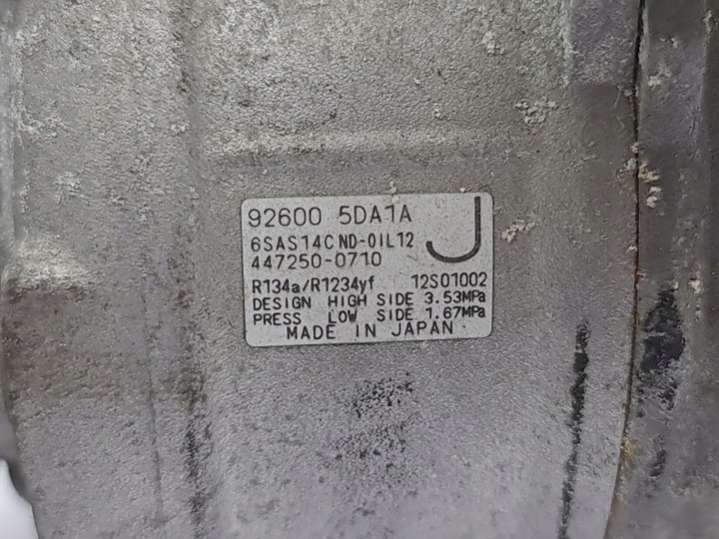 92600 5DA1A
J
6SAS14C ND-OIL12
447250-0710
R134a/R1234yf 12S01002
DESIGN HIGH SIDE 3.53MPa
PRESS LOW SIDE 1.67MPa
MADE IN JAPAN